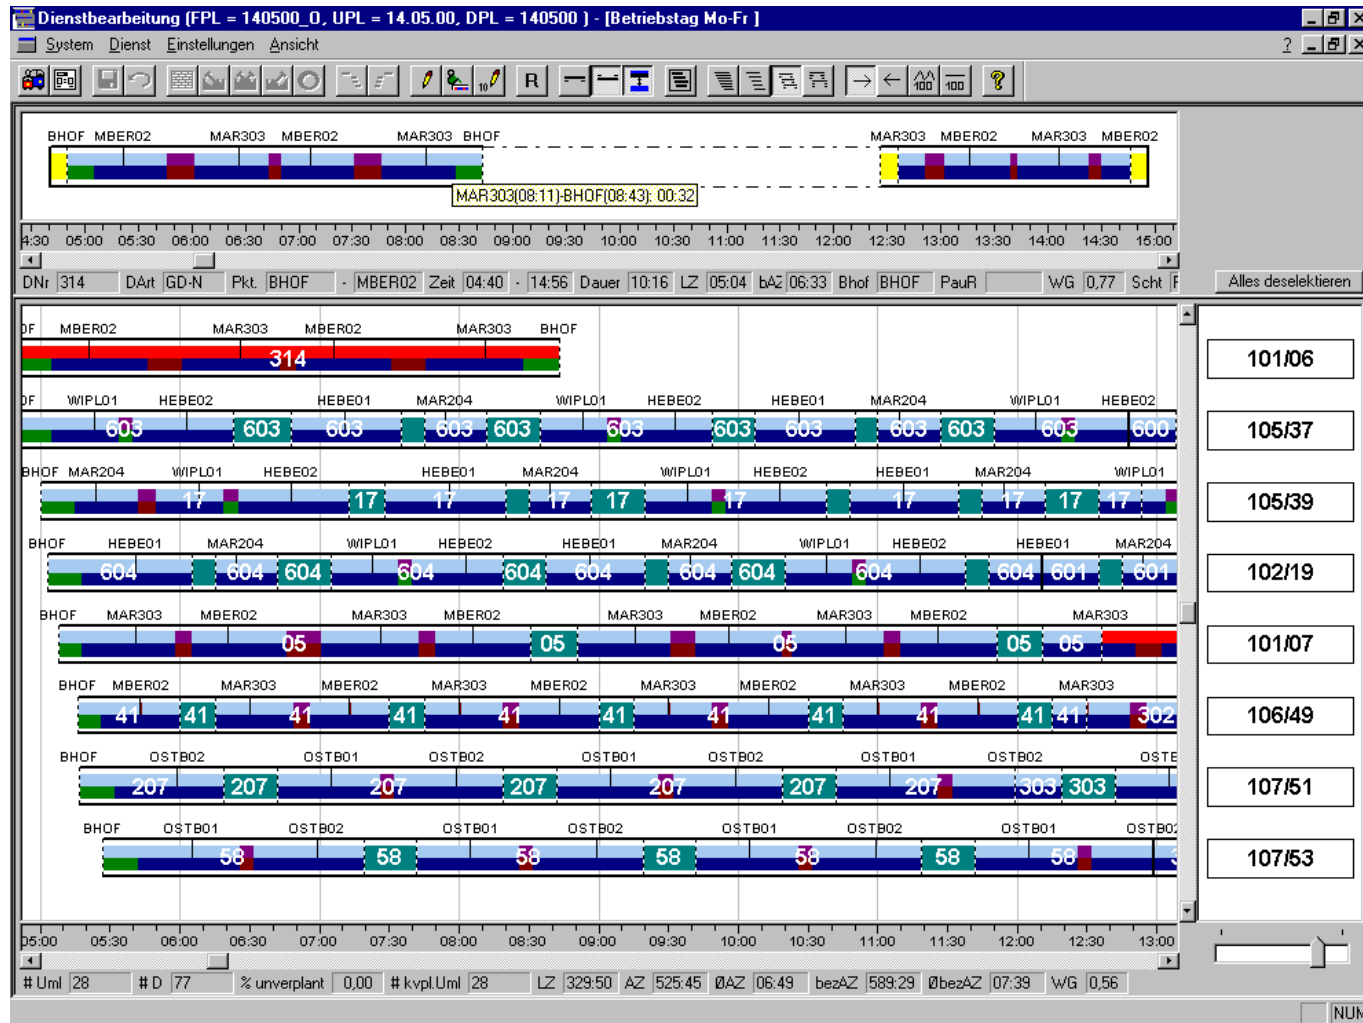 Dienstbearbeitung (FPL = 140500_0, UPL = 14.05.00, DPL = 140500 ) - [Betriebstag Mo-Fr ]
System Dienst Einstellungen Ansicht ?
10 R 100 100 ?
BHOF MBER02 MAR303 MBER02 MAR303 BHOF MAR303 MBER02 MAR303 MBER02
MAR303(08:11)-BHOF(08:43): 00:32
4:30 05:00 05:30 06:00 06:30 07:00 07:30 08:00 08:30 09:00 09:30 10:00 10:30 11:00 11:30 12:00 12:30 13:00 13:30 14:00 14:30 15:00
DNr 314 DArt GD-N Pkt. BHOF - MBER02 Zeit 04:40 - 14:56 Dauer 10:16 LZ 05:04 bAZ 06:33 Bhof BHOF PauR WG 0,77 Scht Alles deselektieren
OF MBER02 MAR303 MBER02 MAR303 BHOF
314 101/06
OF WIPL01 HEBE02 HEBE01 MAR204 WIPL01 HEBE02 HEBE01 MAR204 WIPL01 HEBE02
603 603 603 603 603 603 603 603 603 603 603 600 105/37
BHOF MAR204 WIPL01 HEBE02 HEBE01 MAR204 WIPL01 HEBE02 HEBE01 MAR204 WIPL01
17 17 17 17 17 17 17 17 17 17 105/39
BHOF HEBE01 MAR204 WIPL01 HEBE02 HEBE01 MAR204 WIPL01 HEBE02 HEBE01 MAR204
604 604 604 604 604 604 604 604 604 604 601 601 102/19
BHOF MAR303 MBER02 MAR303 MBER02 MAR303 MBER02 MAR303 MBER02 MAR303
05 05 05 05 05 101/07
BHOF MBER02 MAR303 MBER02 MAR303 MBER02 MAR303 MBER02 MAR303 MBER02 MAR303
41 41 41 41 41 41 41 41 41 41 41 302 106/49
BHOF OSTB02 OSTB01 OSTB02 OSTB01 OSTB02 OSTB01 OSTB02 OSTB
207 207 207 207 207 207 207 303 303 107/51
BHOF OSTB01 OSTB02 OSTB01 OSTB02 OSTB01 OSTB02 OSTB01 OSTB02
58 58 58 58 58 58 58 107/53
05:00 05:30 06:00 06:30 07:00 07:30 08:00 08:30 09:00 09:30 10:00 10:30 11:00 11:30 12:00 12:30 13:00
# Uml 28 # D 77 % unverplant 0,00 # kvpl.Uml 28 LZ 329:50 AZ 525:45 ØAZ 06:49 bezAZ 589:29 ØbezAZ 07:39 WG 0,56
NUM